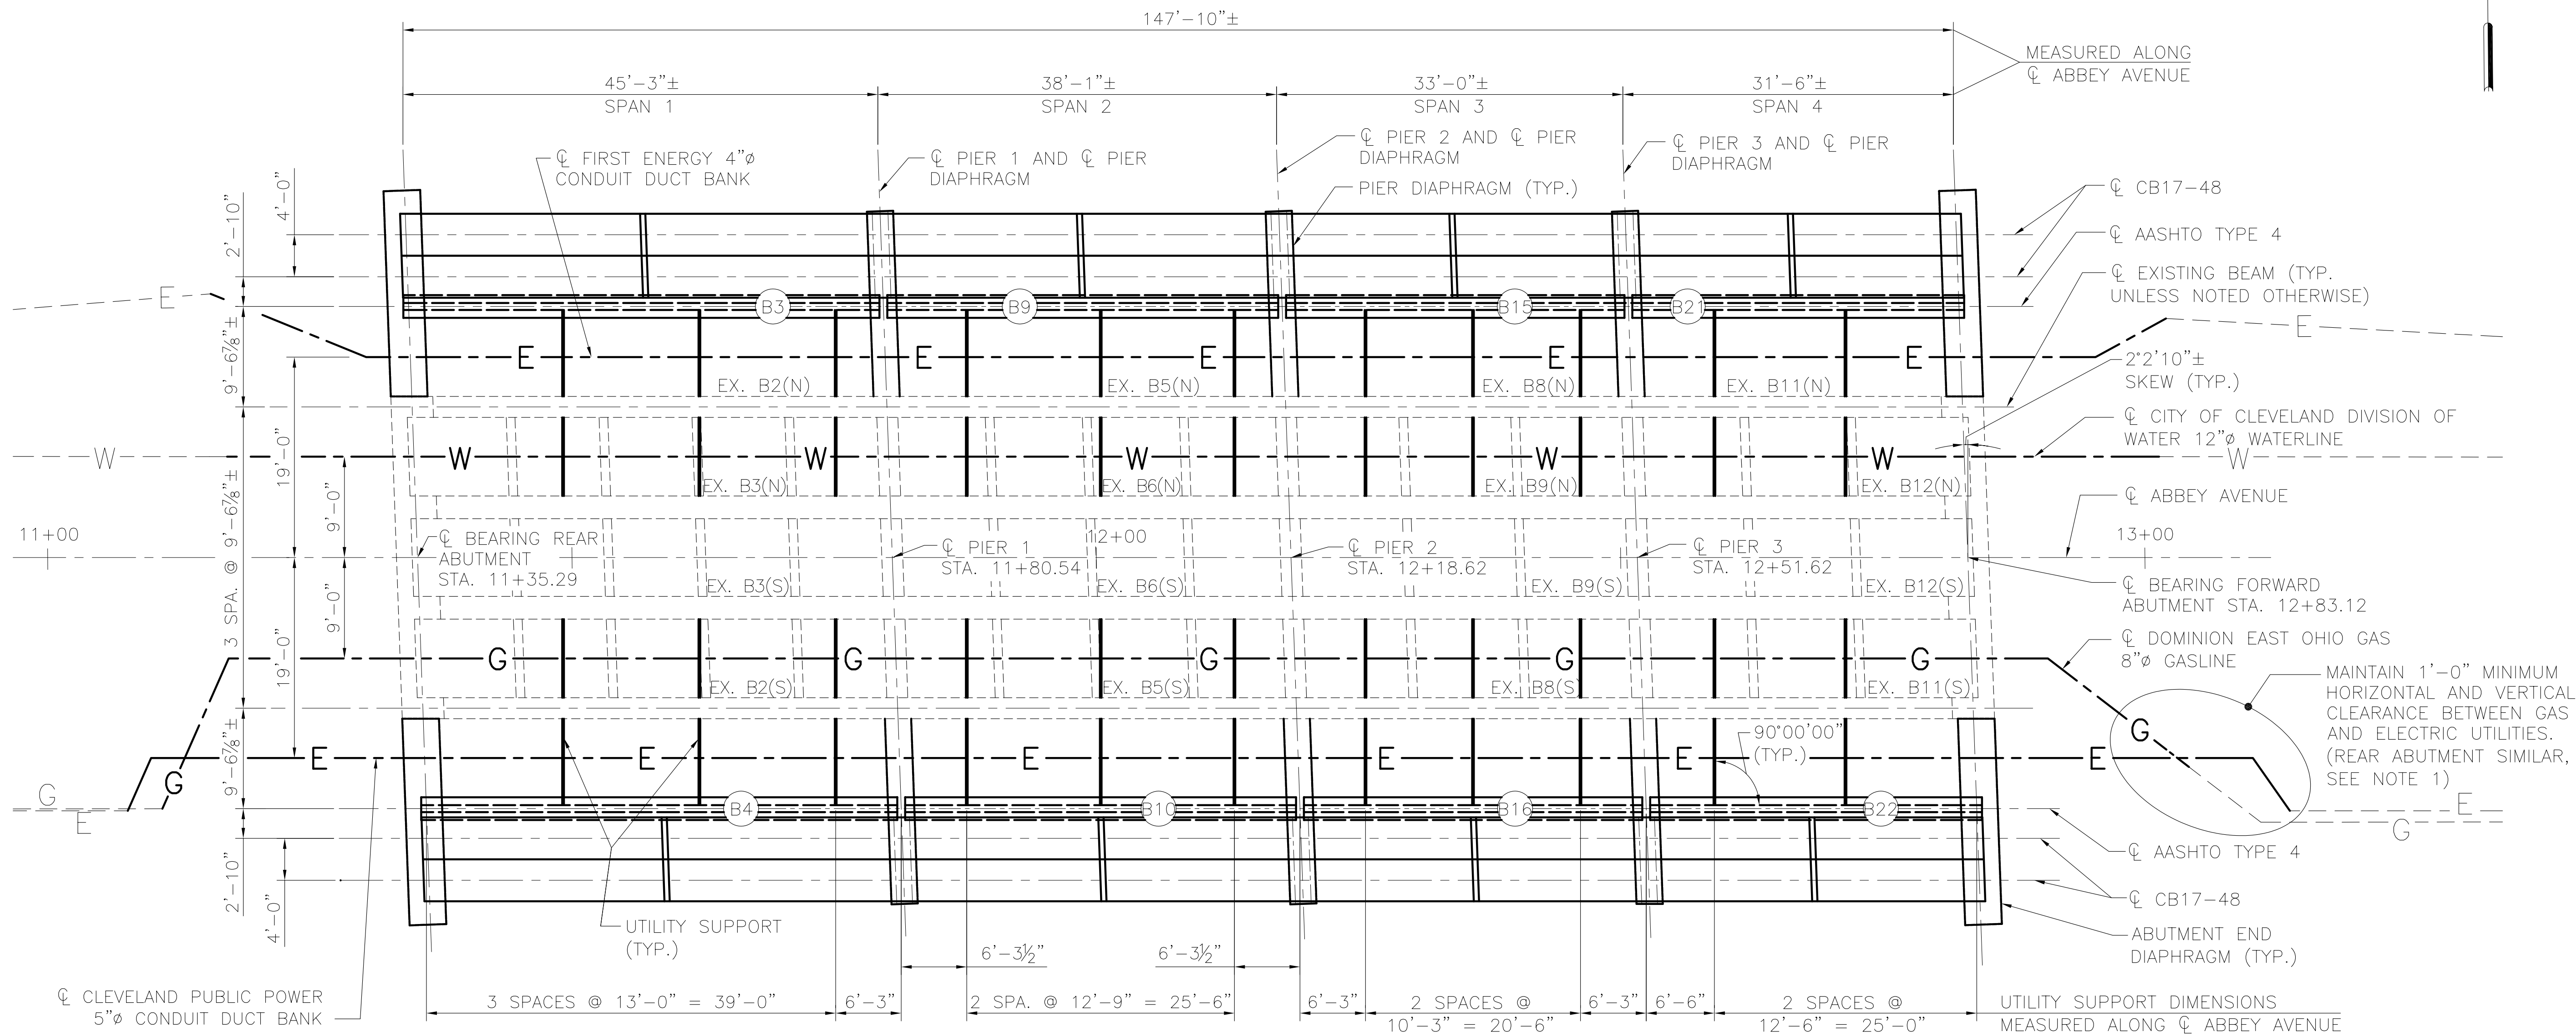 147'-10"±
MEASURED ALONG
℄ ABBEY AVENUE
45'-3"±
SPAN 1
38'-1"±
SPAN 2
33'-0"±
SPAN 3
31'-6"±
SPAN 4
℄ FIRST ENERGY 4"ø
CONDUIT DUCT BANK
℄ PIER 1 AND ℄ PIER
DIAPHRAGM
℄ PIER 2 AND ℄ PIER
DIAPHRAGM
PIER DIAPHRAGM (TYP.)
℄ PIER 3 AND ℄ PIER
DIAPHRAGM
℄ CB17-48
℄ AASHTO TYPE 4
℄ EXISTING BEAM (TYP.
UNLESS NOTED OTHERWISE)
2°2'10"±
SKEW (TYP.)
℄ CITY OF CLEVELAND DIVISION OF
WATER 12"ø WATERLINE
2'-10"
4'-0"
9'-6⅞"±
3 SPA. @ 9'-6⅞"±
19'-0"
9'-0"
9'-0"
19'-0"
9'-6⅞"±
2'-10"
4'-0"
B3
B9
B15
B21
E
E
E
E
E
E
E
EX. B2(N)
EX. B5(N)
EX. B8(N)
EX. B11(N)
W
W
W
W
W
W
EX. B3(N)
EX. B6(N)
EX. B9(N)
EX. B12(N)
11+00
12+00
13+00
℄ ABBEY AVENUE
℄ BEARING REAR
ABUTMENT
STA. 11+35.29
℄ PIER 1
STA. 11+80.54
℄ PIER 2
STA. 12+18.62
℄ PIER 3
STA. 12+51.62
℄ BEARING FORWARD
ABUTMENT STA. 12+83.12
EX. B3(S)
EX. B6(S)
EX. B9(S)
EX. B12(S)
℄ DOMINION EAST OHIO GAS
8"ø GASLINE
G
G
G
G
G
EX. B2(S)
EX. B5(S)
EX. B8(S)
EX. B11(S)
MAINTAIN 1'-0" MINIMUM
HORIZONTAL AND VERTICAL
CLEARANCE BETWEEN GAS
AND ELECTRIC UTILITIES.
(REAR ABUTMENT SIMILAR,
SEE NOTE 1)
90°00'00"
(TYP.)
G
G
G
E
E
E
E
E
E
E
E
G
G
E
B4
B10
B16
B22
℄ AASHTO TYPE 4
℄ CB17-48
ABUTMENT END
DIAPHRAGM (TYP.)
UTILITY SUPPORT
(TYP.)
6'-3½"
6'-3½"
℄ CLEVELAND PUBLIC POWER
5"ø CONDUIT DUCT BANK
3 SPACES @ 13'-0" = 39'-0"
6'-3"
2 SPA. @ 12'-9" = 25'-6"
6'-3"
2 SPACES @
10'-3" = 20'-6"
6'-3"
6'-6"
2 SPACES @
12'-6" = 25'-0"
UTILITY SUPPORT DIMENSIONS
MEASURED ALONG ℄ ABBEY AVENUE